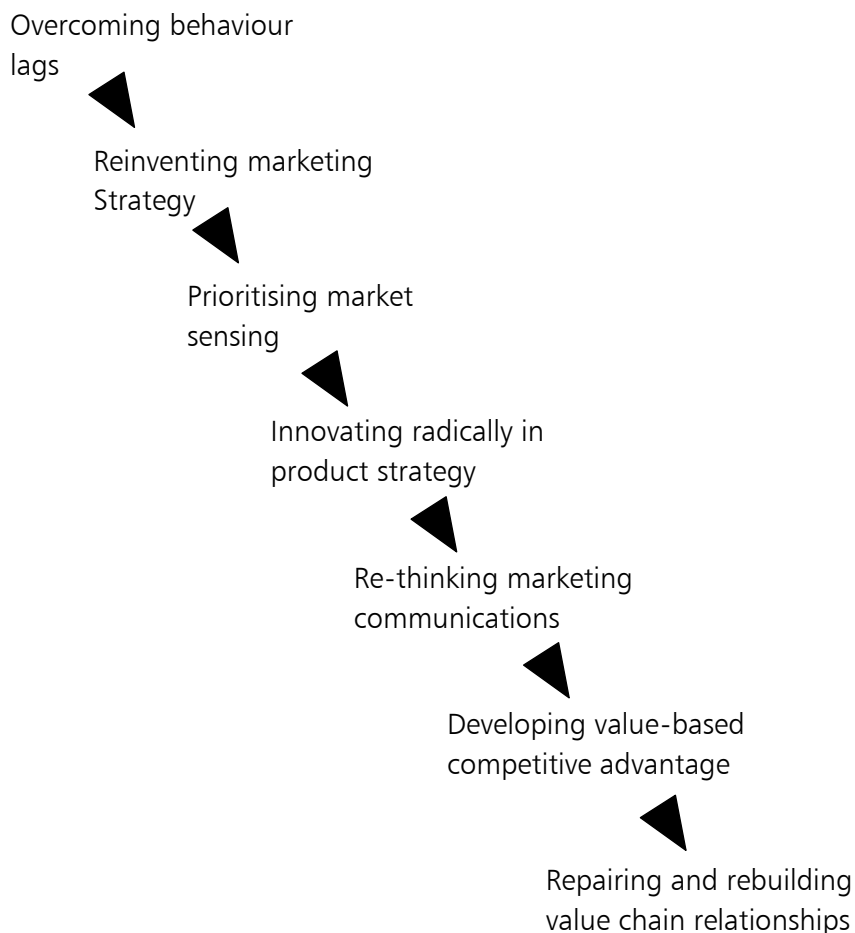 Overcoming behaviour
lags
Reinventing marketing
Strategy
Prioritising market
sensing
Innovating radically in
product strategy
Re-thinking marketing
communications
Developing value-based
competitive advantage
Repairing and rebuilding
value chain relationships